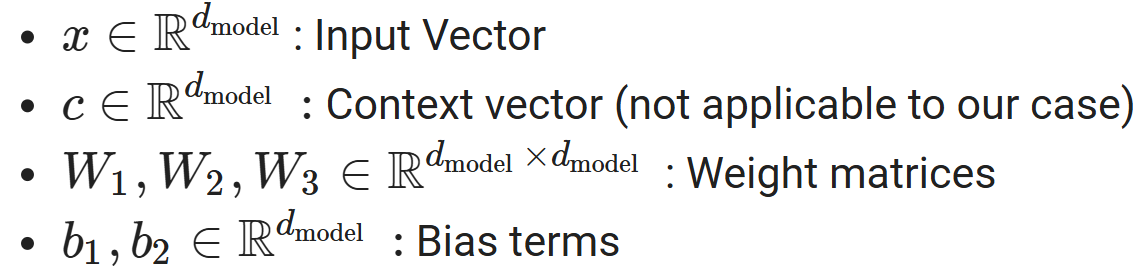 • x ∈ ℝ^{d_model} : Input Vector
• c ∈ ℝ^{d_model} : Context vector (not applicable to our case)
• W₁, W₂, W₃ ∈ ℝ^{d_model × d_model} : Weight matrices
• b₁, b₂ ∈ ℝ^{d_model} : Bias terms